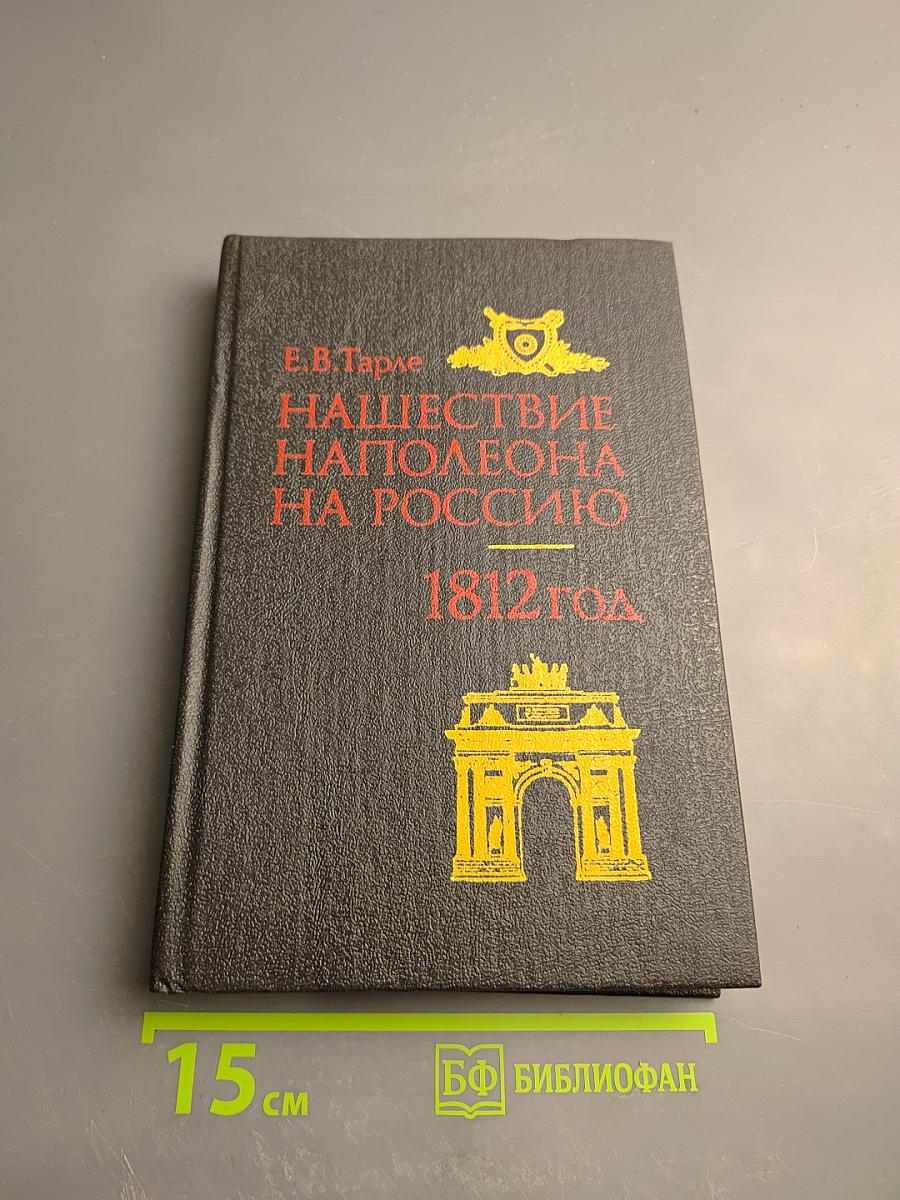 Е.В.Тарле
НАШЕСТВИЕ
НАПОЛЕОНА
НА РОССИЮ
1812 год
15 см
БФ БИБЛИОФАН